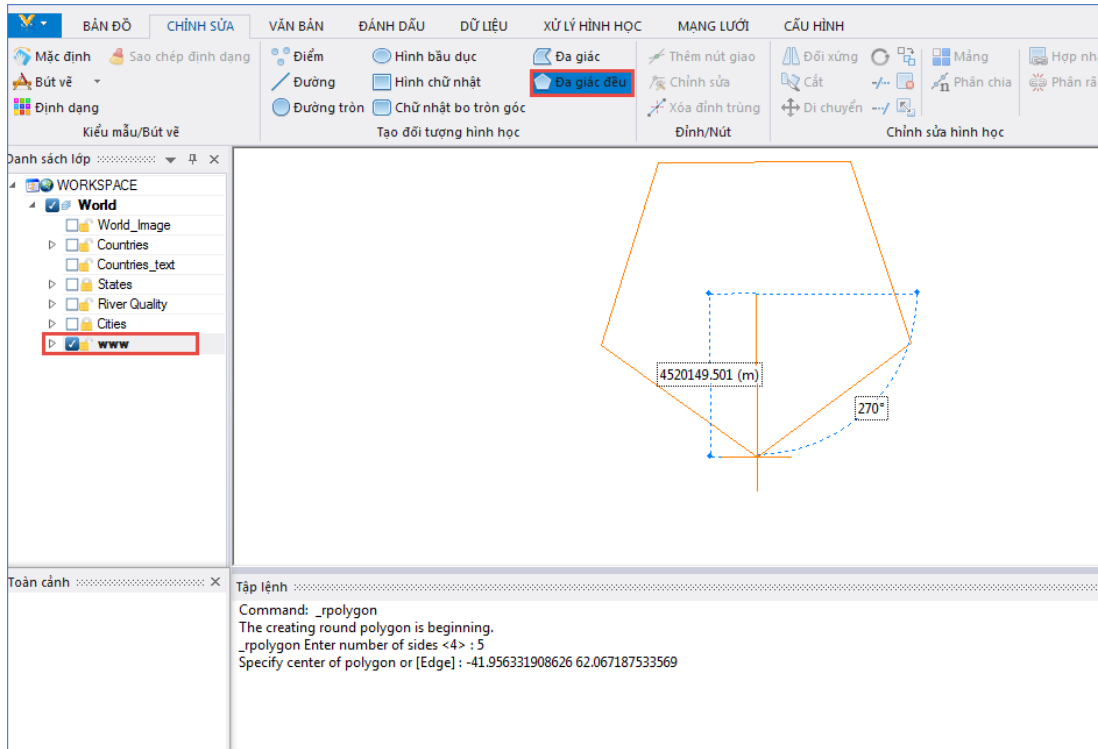 BẢN ĐỒ CHỈNH SỬA VĂN BẢN ĐÁNH DẤU DỮ LIỆU XỬ LÝ HÌNH HỌC MẠNG LƯỚI CẤU HÌNH
Mặc định Sao chép định dạng Điểm Hình bầu dục Đa giác Thêm nút giao Đối xứng Mảng Hợp nh
Bút vẽ Đường Hình chữ nhật Đa giác đều Chỉnh sửa Cắt Phân chia Phân rã
Định dạng Đường tròn Chữ nhật bo tròn góc Xóa đỉnh trùng Di chuyển
Kiểu mẫu/Bút vẽ Tạo đối tượng hình học Đỉnh/Nút Chỉnh sửa hình học
Danh sách lớp
WORKSPACE
World
World_Image
Countries
Countries_text
States
River Quality
Cities
www
4520149.501 (m)
270°
Toàn cảnh
Tập lệnh
Command: _rpolygon
The creating round polygon is beginning.
_rpolygon Enter number of sides <4> : 5
Specify center of polygon or [Edge] : -41.956331908626 62.067187533569